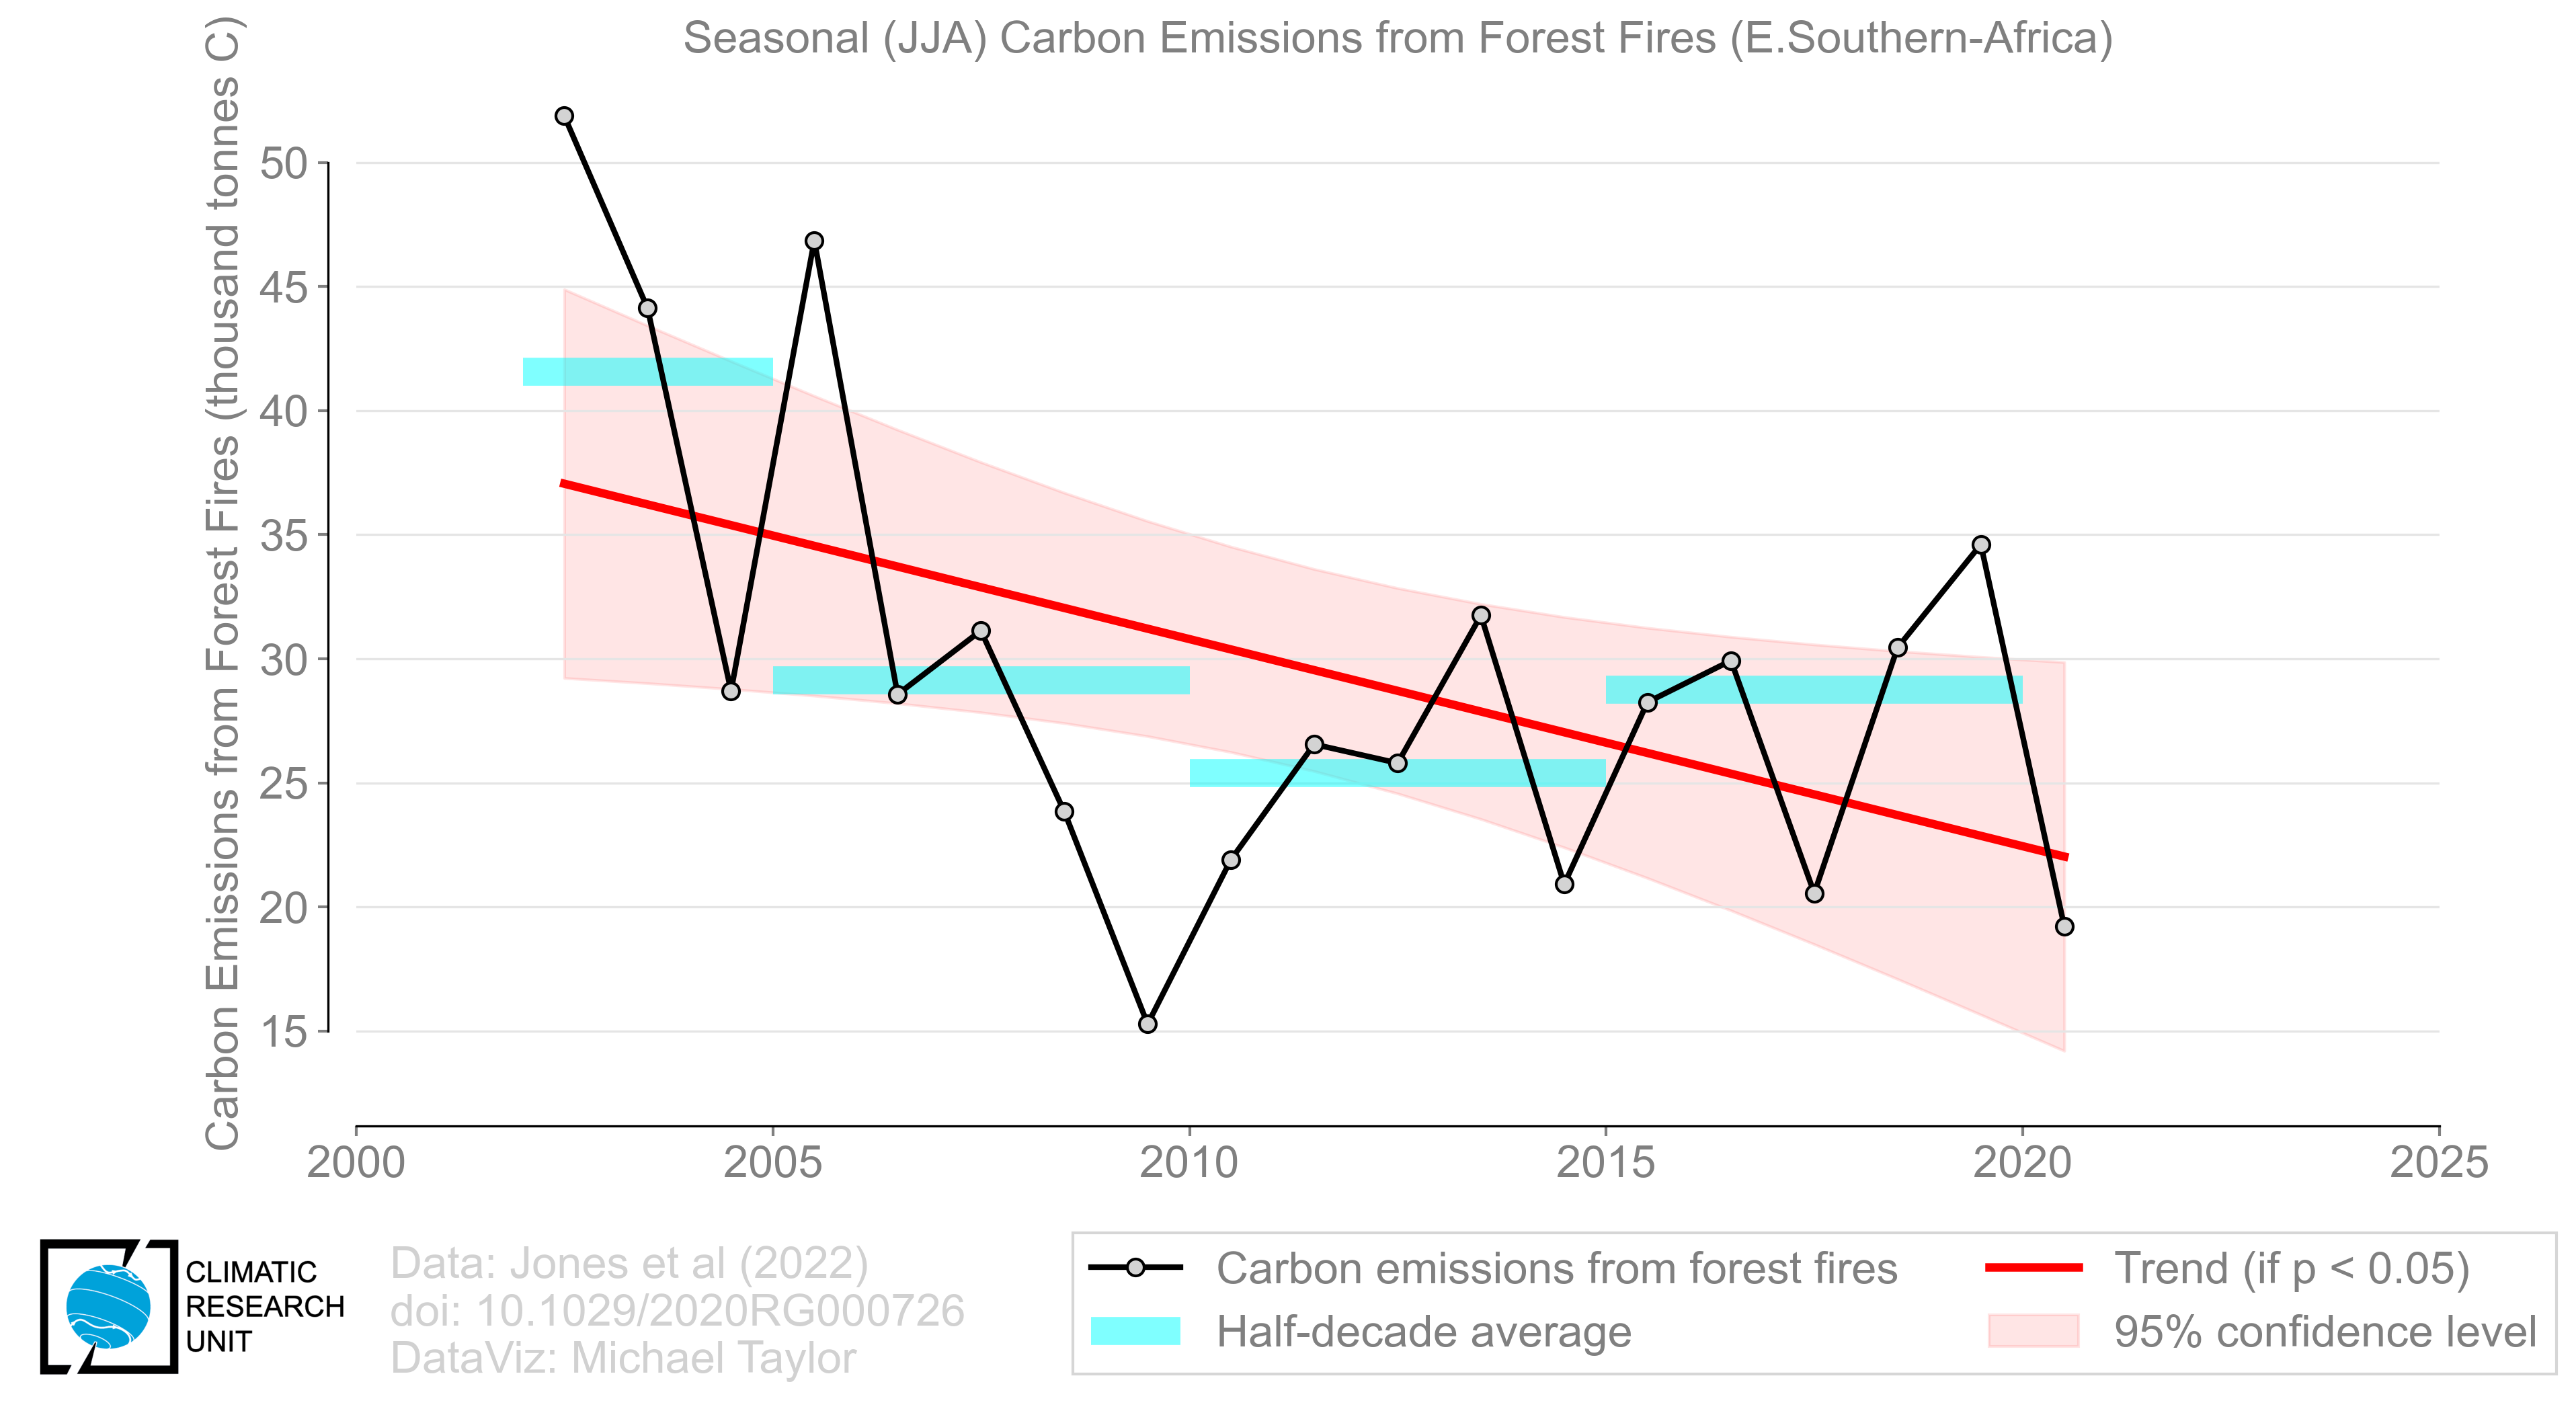 Seasonal (JJA) Carbon Emissions from Forest Fires (E.Southern-Africa)
Carbon Emissions from Forest Fires (thousand tonnes C)
50
45
40
35
30
25
20
15
2000 2005 2010 2015 2020 2025
CLIMATIC
RESEARCH
UNIT
Data: Jones et al (2022)
doi: 10.1029/2020RG000726
DataViz: Michael Taylor
Carbon emissions from forest fires
Half-decade average
Trend (if p < 0.05)
95% confidence level